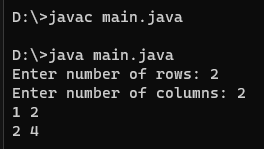 D:\>javac main.java
D:\>java main.java
Enter number of rows: 2
Enter number of columns: 2
1 2
2 4